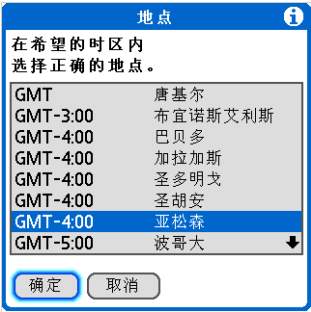 地点
在希望的时区内
选择正确的地点。
GMT 唐基尔
GMT-3:00 布宜诺斯艾利斯
GMT-4:00 巴贝多
GMT-4:00 加拉加斯
GMT-4:00 圣多明戈
GMT-4:00 圣胡安
GMT-4:00 亚松森
GMT-5:00 波哥大
确定 取消